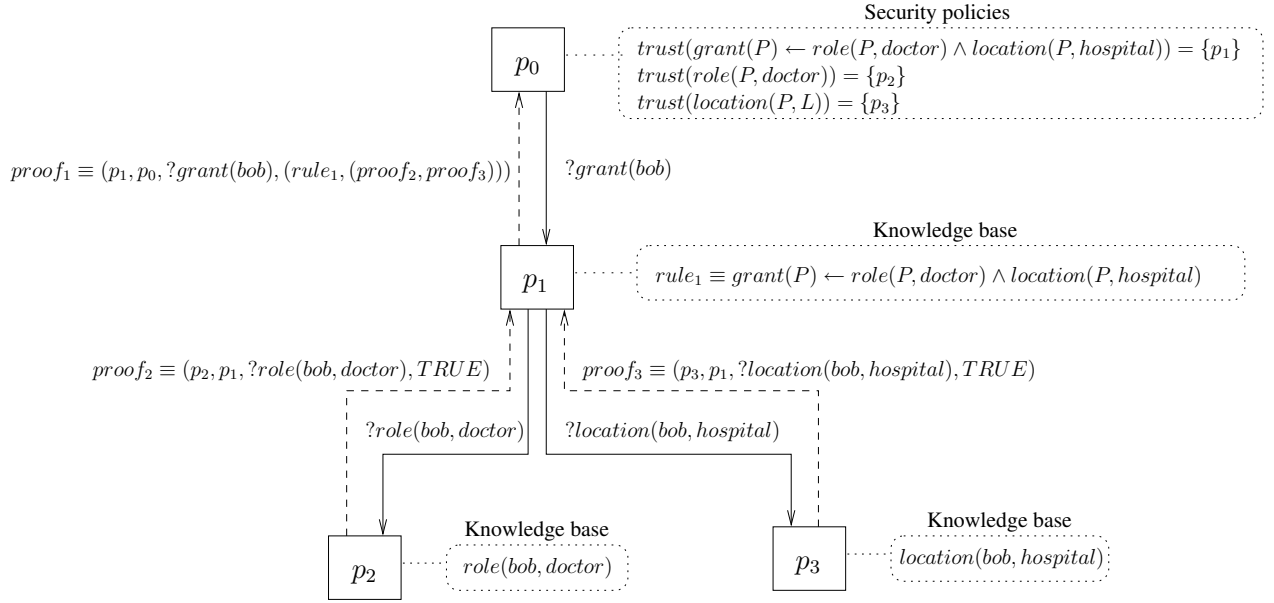 Security policies
p₀
trust(grant(P) ← role(P, doctor) ∧ location(P, hospital)) = {p₁}
trust(role(P, doctor)) = {p₂}
trust(location(P, L)) = {p₃}
proof₁ ≡ (p₁, p₀, ?grant(bob), (rule₁, (proof₂, proof₃)))
?grant(bob)
Knowledge base
p₁
rule₁ ≡ grant(P) ← role(P, doctor) ∧ location(P, hospital)
proof₂ ≡ (p₂, p₁, ?role(bob, doctor), TRUE)
proof₃ ≡ (p₃, p₁, ?location(bob, hospital), TRUE)
?role(bob, doctor)
?location(bob, hospital)
Knowledge base
p₂
role(bob, doctor)
Knowledge base
p₃
location(bob, hospital)